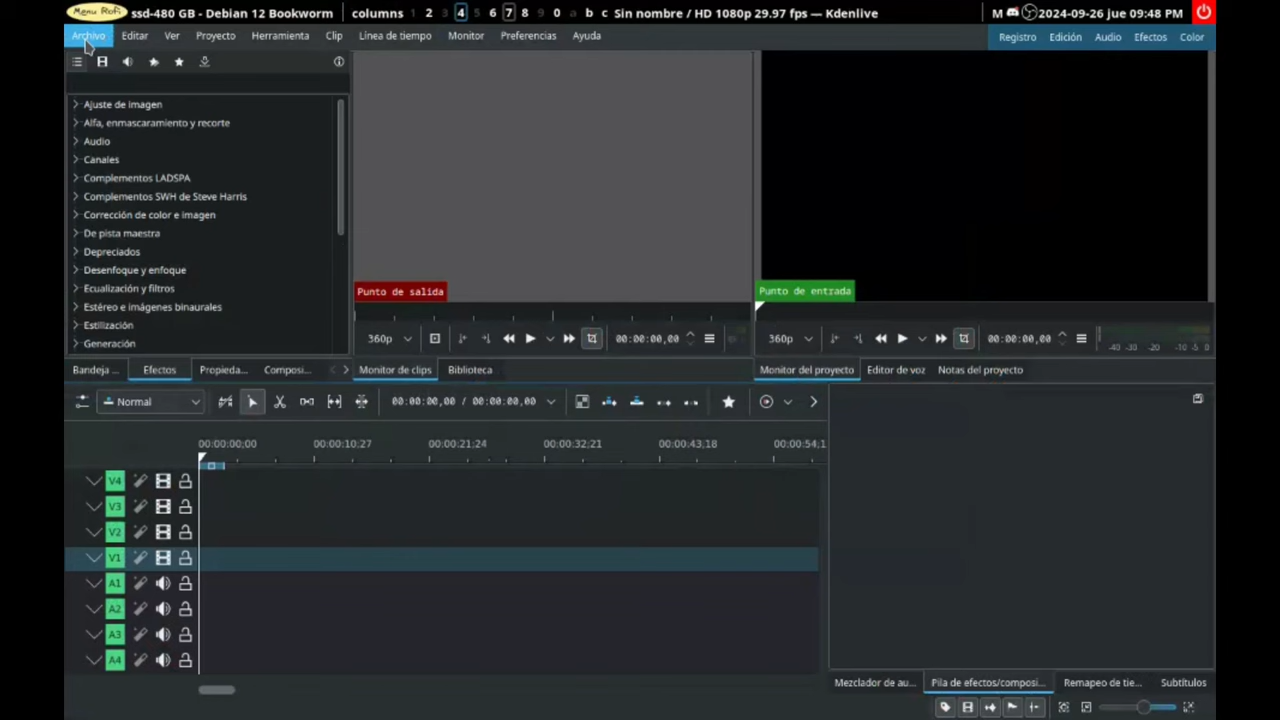 Menu Rofi ssd-480 GB - Debian 12 Bookworm columns 1 2 3 4 5 6 7 8 9 0 a b c Sin nombre / HD 1080p 29.97 fps — Kdenlive M 2024-09-26 jue 09:48 PM
Archivo Editar Ver Proyecto Herramienta Clip Línea de tiempo Monitor Preferencias Ayuda Registro Edición Audio Efectos Color
Ajuste de imagen
Alfa, enmascaramiento y recorte
Audio
Canales
Complementos LADSPA
Complementos SWH de Steve Harris
Corrección de color e imagen
De pista maestra
Depreciados
Desenfoque y enfoque
Ecualización y filtros
Estéreo e imágenes binaurales
Estilización
Generación
Punto de salida Punto de entrada
360p 00:00:00,00 360p 00:00:00,00 -40 -30 -20 -10 -5 0
Bandeja ... Efectos Propieda... Composi... Monitor de clips Biblioteca Monitor del proyecto Editor de voz Notas del proyecto
Normal 00:00:00,00 / 00:00:00,00
00:00:00;00 00:00:10;27 00:00:21;24 00:00:32;21 00:00:43;18 00:00:54;1
V4
V3
V2
V1
A1
A2
A3
A4
Mezclador de au... Pila de efectos/composi... Remapeo de tie... Subtítulos